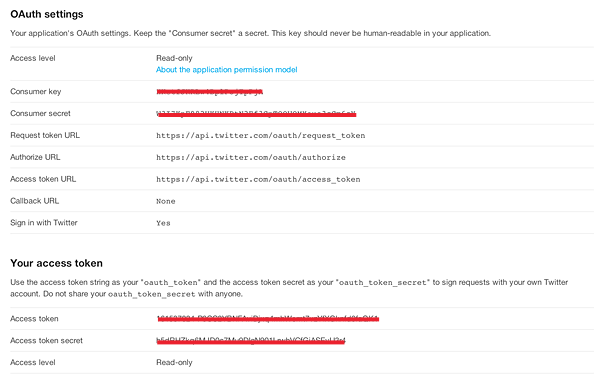 OAuth settings
Your application's OAuth settings. Keep the "Consumer secret" a secret. This key should never be human-readable in your application.
Access level Read-only
About the application permission model
Consumer key
Consumer secret
Request token URL https://api.twitter.com/oauth/request_token
Authorize URL https://api.twitter.com/oauth/authorize
Access token URL https://api.twitter.com/oauth/access_token
Callback URL None
Sign in with Twitter Yes
Your access token
Use the access token string as your "oauth_token" and the access token secret as your "oauth_token_secret" to sign requests with your own Twitter
account. Do not share your oauth_token_secret with anyone.
Access token
Access token secret
Access level Read-only